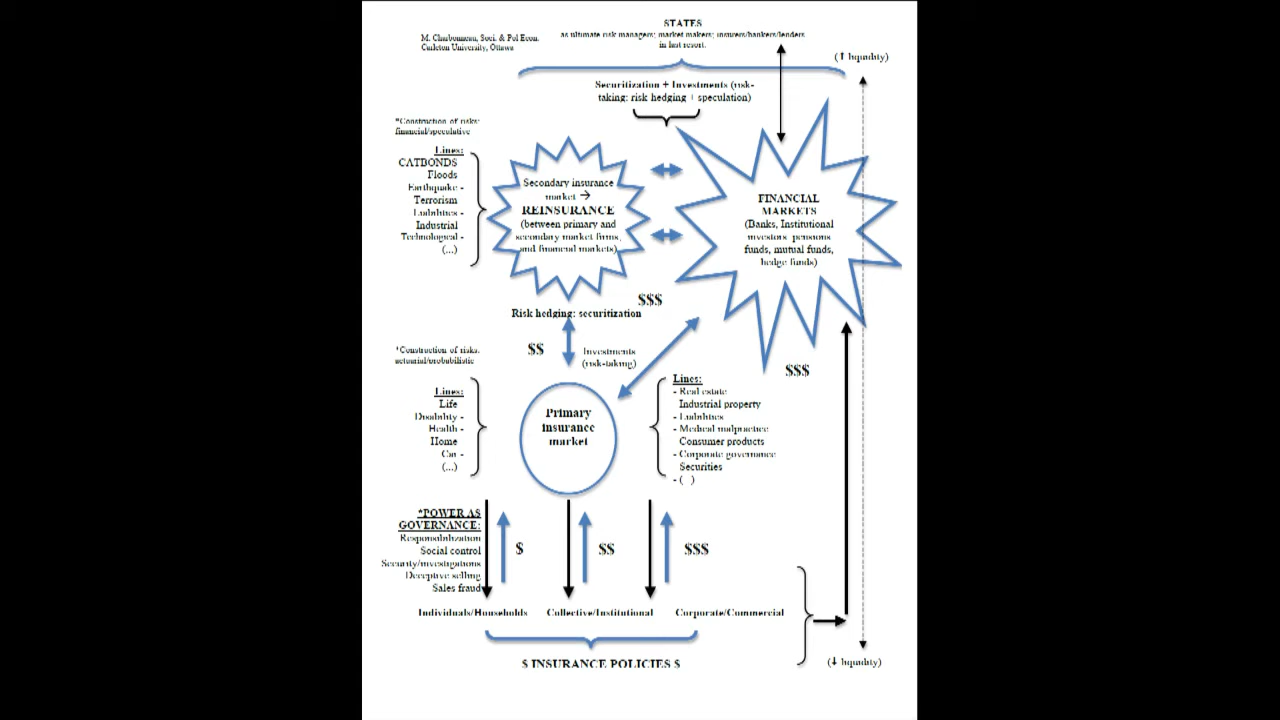 STATES
as ultimate risk managers; market makers; insurers/bankers/lenders
in last resort.
M. Charbonneau, Soci. & Pol Econ.
Carleton University, Ottawa
(↑ liquidity)
Securitization + Investments (risk-
taking: risk hedging + speculation)
*Construction of risks:
financial/speculative
Lines:
CATBONDS
Floods
Earthquake -
Terrorism
Liabilities -
Industrial
Technological -
(...)
Secondary insurance
market →
REINSURANCE
(between primary and
secondary market firms,
and financial markets)
FINANCIAL
MARKETS
(Banks, Institutional
investors pensions
funds, mutual funds,
hedge funds)
$$$
Risk hedging: securitization
$$
Investments
(risk-taking)
$$$
*Construction of risks:
actuarial/probabilistic
Lines:
Life
Disability -
Health -
Home
Car -
(...)
Primary
insurance
market
Lines:
- Real estate
Industrial property
- Liabilities
- Medical malpractice
Consumer products
- Corporate governance
Securities
- ( )
*POWER AS
GOVERNANCE:
Responsibilization
Social control
Security/investigations
Deceptive selling
Sales fraud
$
$$
$$$
Individuals/Households
Collective/Institutional
Corporate/Commercial
$ INSURANCE POLICIES $
(↓ liquidity)